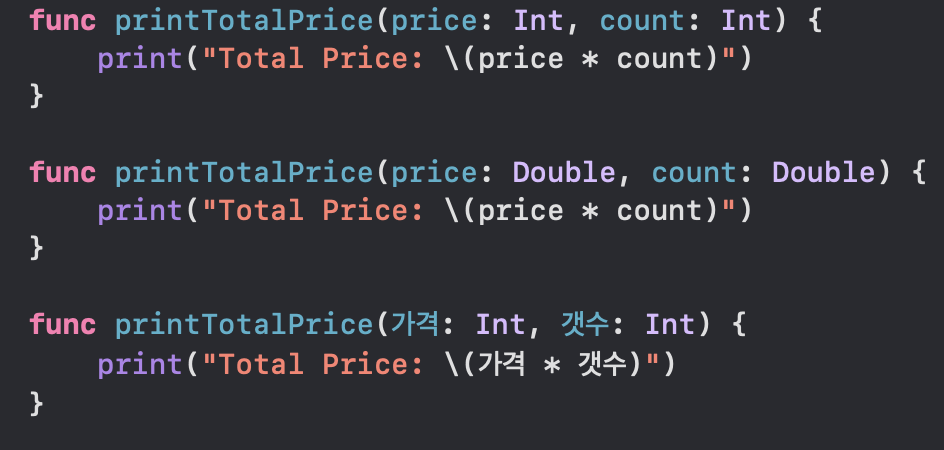 func printTotalPrice(price: Int, count: Int) {
    print("Total Price: \(price * count)")
}
func printTotalPrice(price: Double, count: Double) {
    print("Total Price: \(price * count)")
}
func printTotalPrice(가격: Int, 갯수: Int) {
    print("Total Price: \(가격 * 갯수)")
}